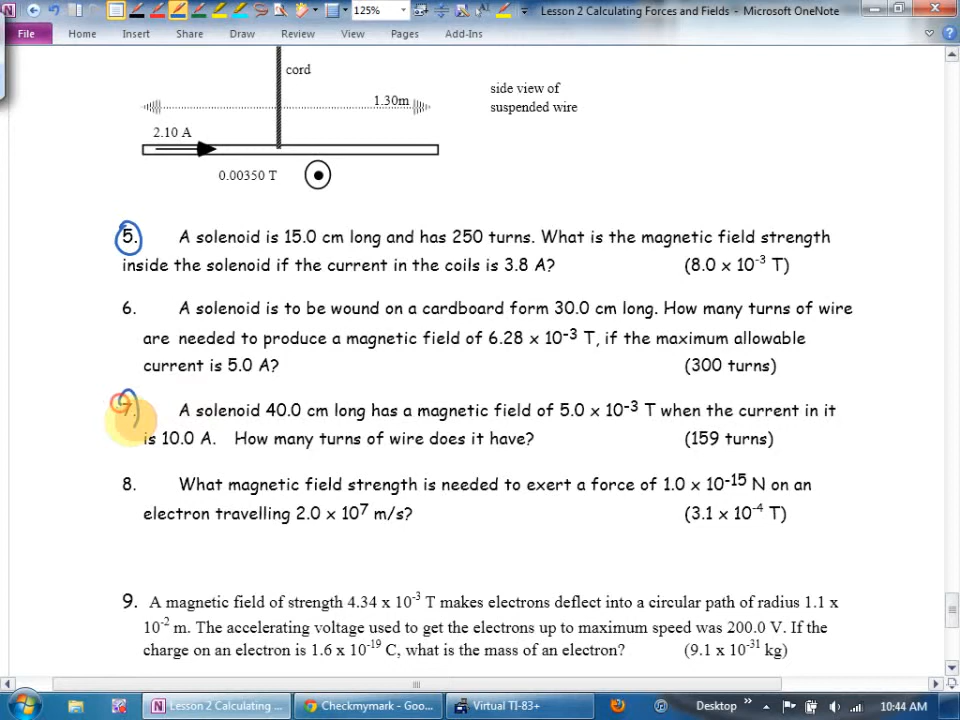 125%
Lesson 2 Calculating Forces and Fields - Microsoft OneNote
File Home Insert Share Draw Review View Pages Add-Ins
cord
1.30m
side view of
suspended wire
2.10 A
0.00350 T
5. A solenoid is 15.0 cm long and has 250 turns. What is the magnetic field strength
inside the solenoid if the current in the coils is 3.8 A? (8.0 x 10⁻³ T)
6. A solenoid is to be wound on a cardboard form 30.0 cm long. How many turns of wire
are needed to produce a magnetic field of 6.28 x 10⁻³ T, if the maximum allowable
current is 5.0 A? (300 turns)
7. A solenoid 40.0 cm long has a magnetic field of 5.0 x 10⁻³ T when the current in it
is 10.0 A. How many turns of wire does it have? (159 turns)
8. What magnetic field strength is needed to exert a force of 1.0 x 10⁻¹⁵ N on an
electron travelling 2.0 x 10⁷ m/s? (3.1 x 10⁻⁴ T)
9. A magnetic field of strength 4.34 x 10⁻³ T makes electrons deflect into a circular path of radius 1.1 x
10⁻² m. The accelerating voltage used to get the electrons up to maximum speed was 200.0 V. If the
charge on an electron is 1.6 x 10⁻¹⁹ C, what is the mass of an electron? (9.1 x 10⁻³¹ kg)
Lesson 2 Calculating ... Checkmymark - Goo... Virtual TI-83+ Desktop 10:44 AM